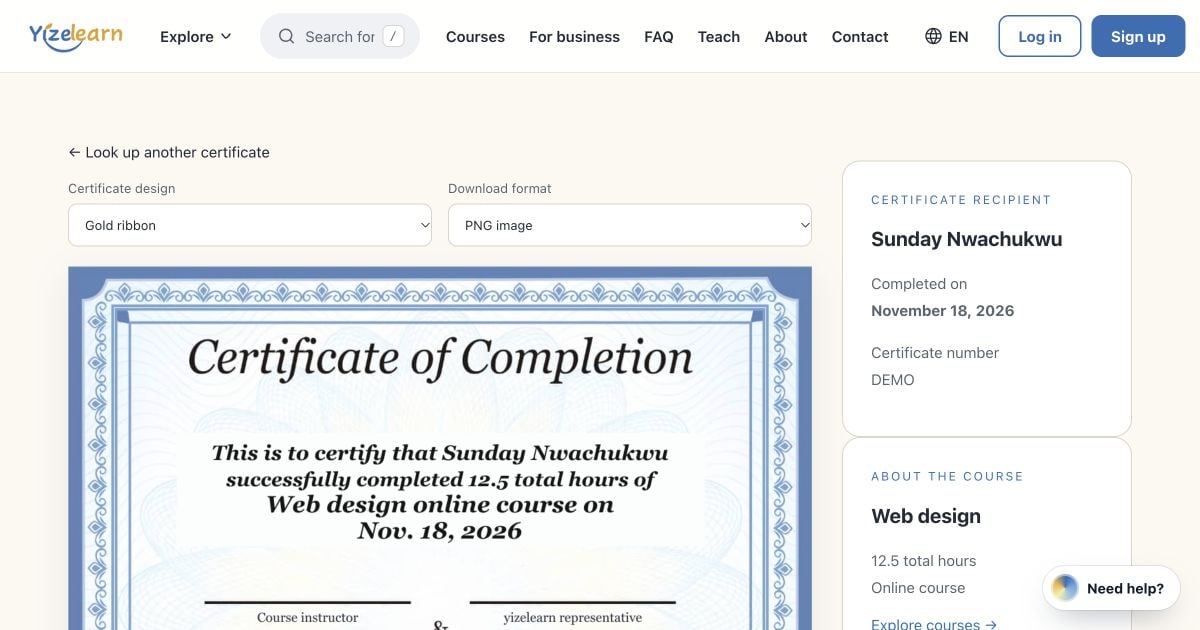 Yizelearn
Explore
Search for
/
Courses
For business
FAQ
Teach
About
Contact
EN
Log in
Sign up
← Look up another certificate
Certificate design
Download format
Gold ribbon
PNG image
Certificate of Completion
This is to certify that Sunday Nwachukwu
successfully completed 12.5 total hours of
Web design online course on
Nov. 18, 2026
Course instructor
&
yizelearn representative
CERTIFICATE RECIPIENT
Sunday Nwachukwu
Completed on
November 18, 2026
Certificate number
DEMO
ABOUT THE COURSE
Web design
12.5 total hours
Online course
Explore courses →
Need help?